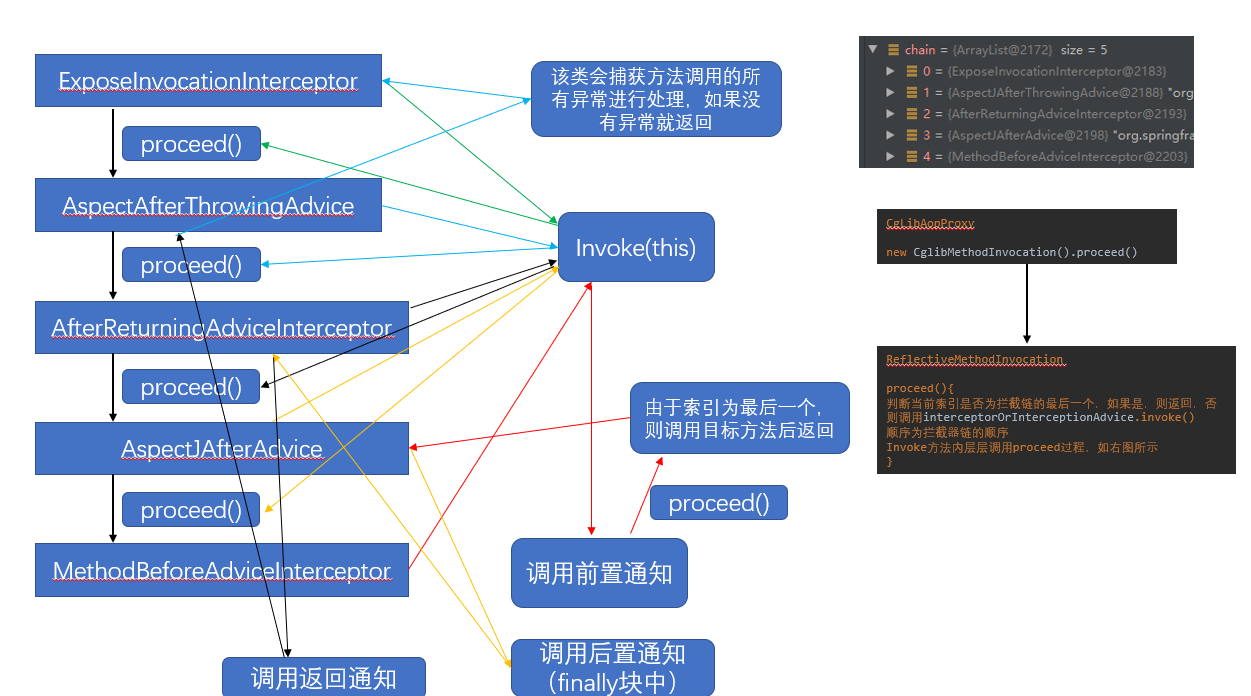 ExposeInvocationInterceptor
proceed()
AspectAfterThrowingAdvice
proceed()
AfterReturningAdviceInterceptor
proceed()
AspectJAfterAdvice
proceed()
MethodBeforeAdviceInterceptor
调用返回通知
该类会捕获方法调用的所
有异常进行处理，如果没
有异常就返回
Invoke(this)
由于索引为最后一个，
则调用目标方法后返回
proceed()
调用前置通知
调用后置通知
（finally块中）
chain = {ArrayList@2172} size = 5
0 = {ExposeInvocationInterceptor@2183}
1 = {AspectJAfterThrowingAdvice@2188} "org
2 = {AfterReturningAdviceInterceptor@2193}
3 = {AspectJAfterAdvice@2198} "org.springfra
4 = {MethodBeforeAdviceInterceptor@2203}
CgLibAopProxy
new CglibMethodInvocation().proceed()
ReflectiveMethodInvocation
proceed(){
判断当前索引是否为拦截链的最后一个．如果是．则返回．否
则调用interceptorOrInterceptionAdvice.invoke()
顺序为拦截器链的顺序
Invoke方法内层层调用proceed过程．如右图所示
}